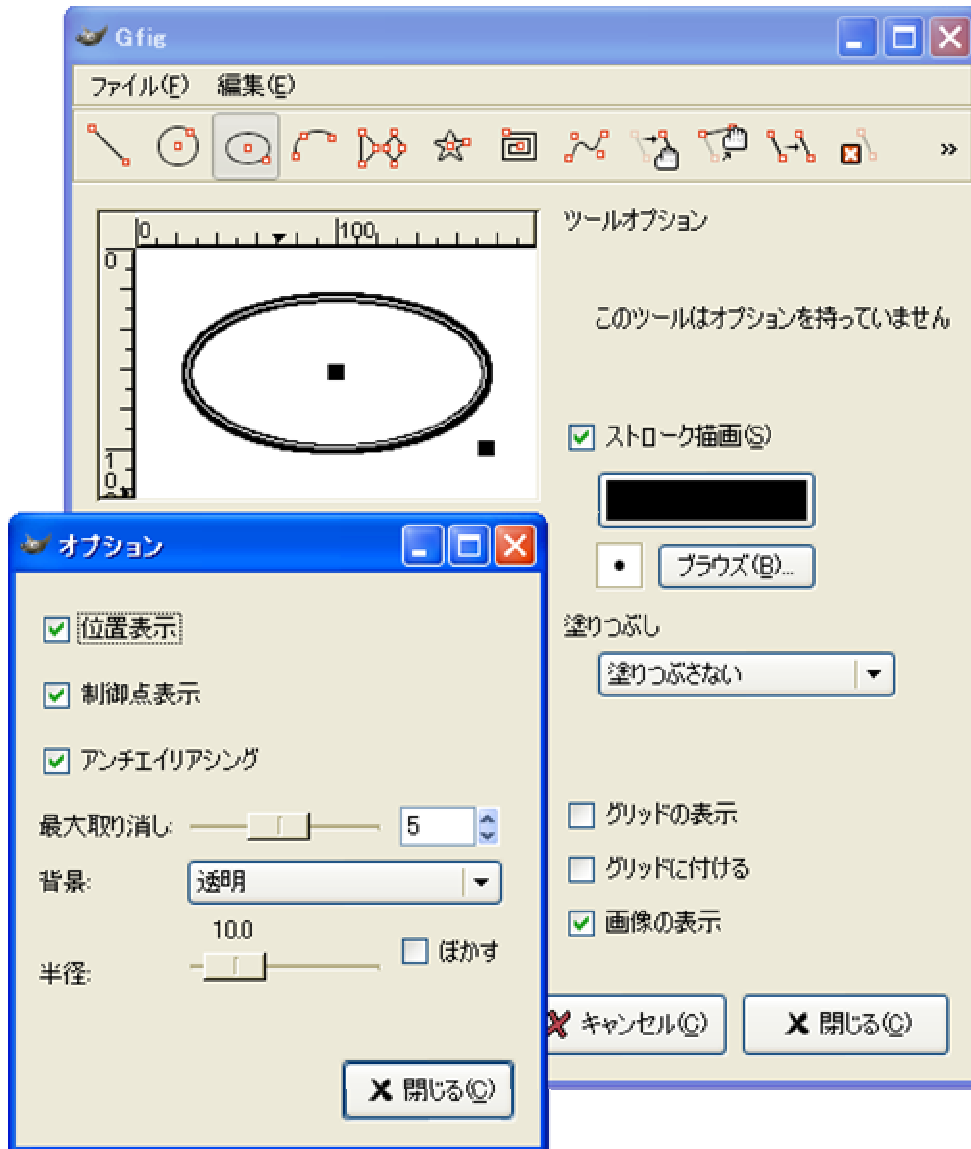 Gfig
ファイル(F) 編集(E)
»
0 100
0
ツールオプション
このツールはオプションを持っていません
ストローク描画(S)
ブラウズ(B)...
塗りつぶし
塗りつぶさない
グリッドの表示
グリッドに付ける
画像の表示
キャンセル(C) 閉じる(C)
オプション
位置表示
制御点表示
アンチエイリアシング
最大取り消し: 5
背景: 透明
10.0
半径: ぼかす
閉じる(C)